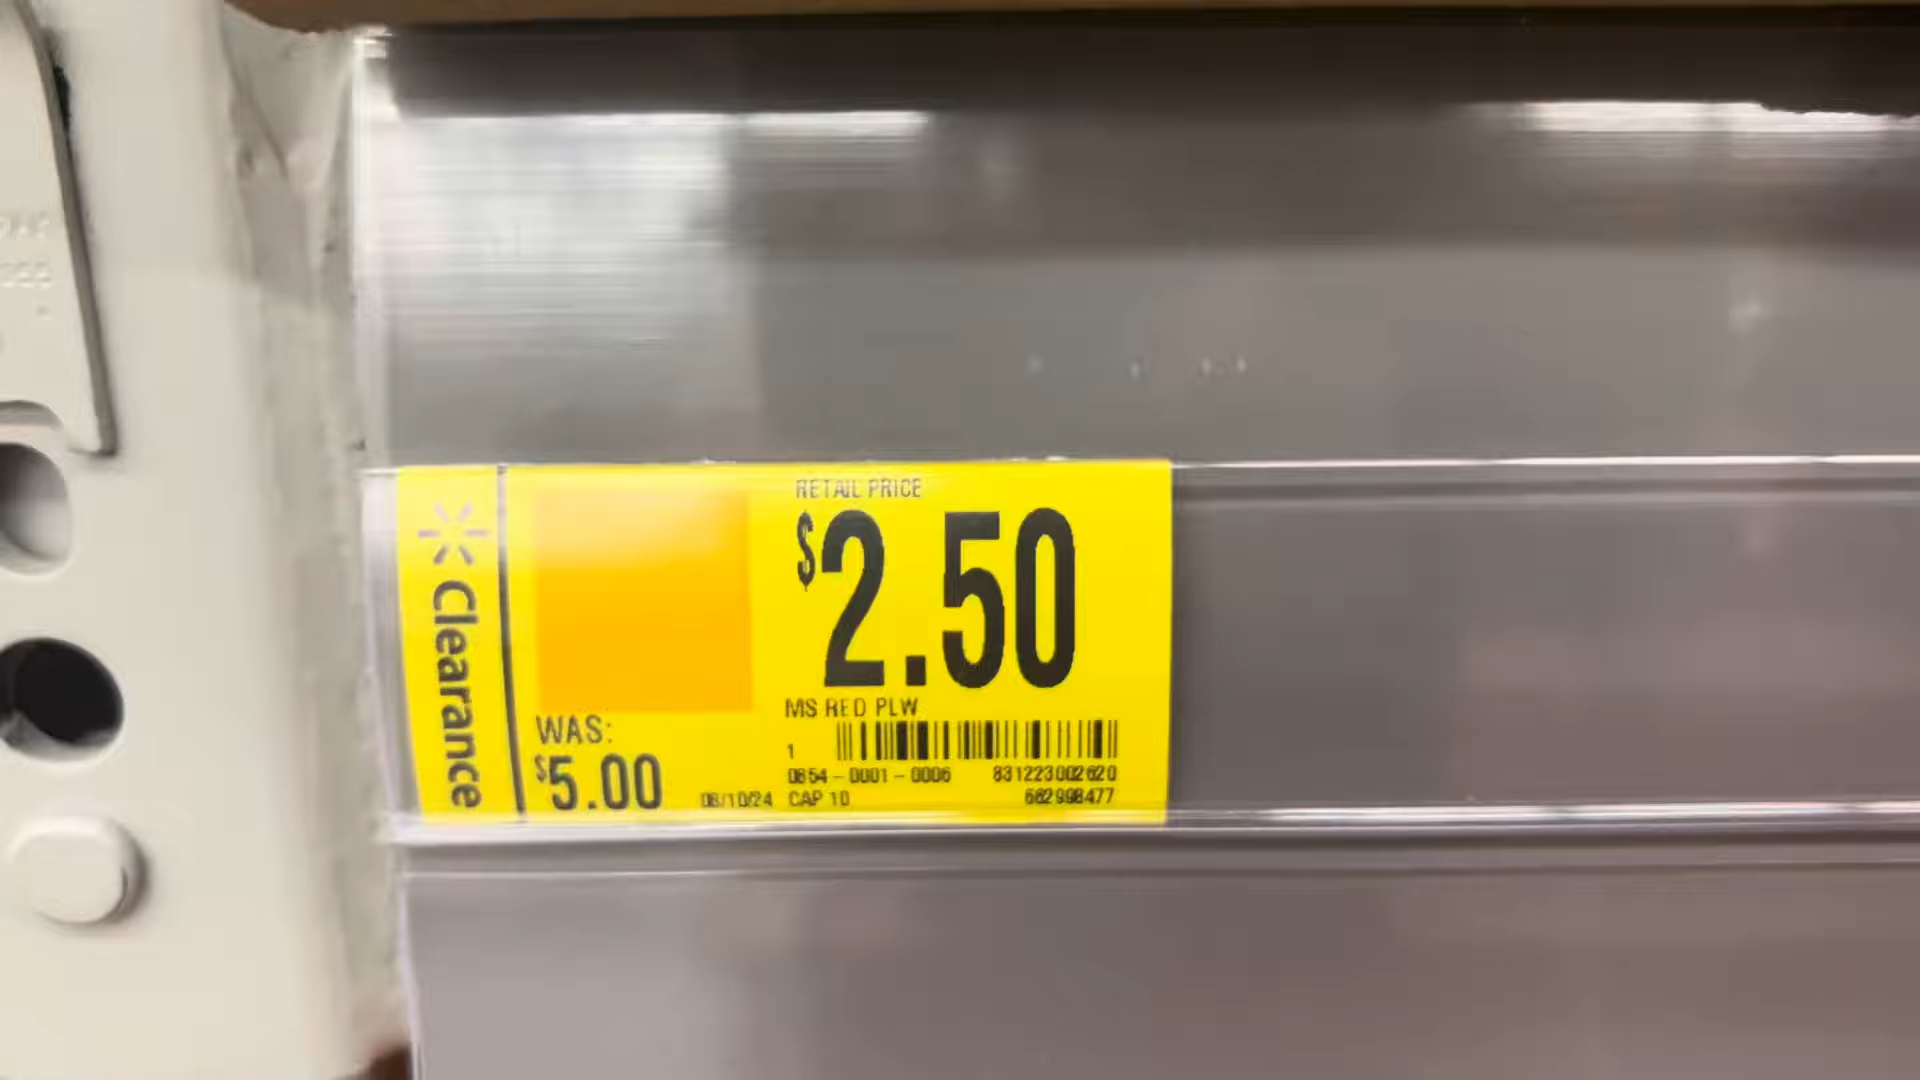 Clearance
RETAIL PRICE
$2.50
MS RED PLW
WAS:
$5.00
1
0854-0001-0006 831223002620
08/10/24 CAP 10 662998477